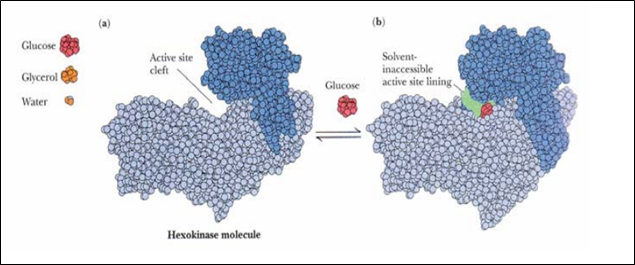 (a)
Glucose
Glycerol
Water
Active site
cleft
Hexokinase molecule
Glucose
(b)
Solvent-
inaccessible
active site lining